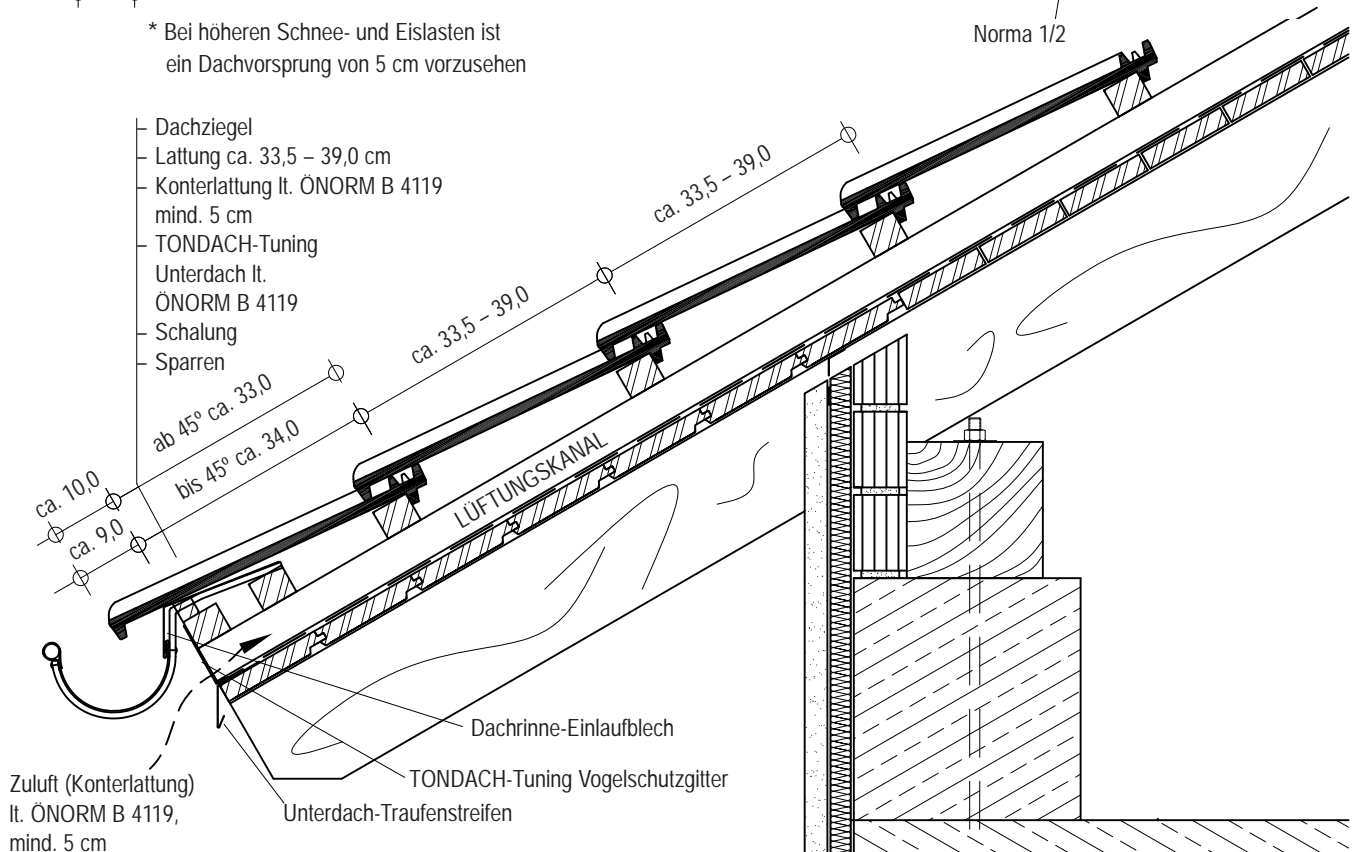 * Bei höheren Schnee- und Eislasten ist
ein Dachvorsprung von 5 cm vorzusehen
Norma 1/2
Dachziegel
Lattung ca. 33,5 – 39,0 cm
Konterlattung lt. ÖNORM B 4119
mind. 5 cm
TONDACH-Tuning
Unterdach lt.
ÖNORM B 4119
Schalung
Sparren
ca. 33,5 – 39,0
ca. 33,5 – 39,0
ab 45º ca. 33,0
bis 45º ca. 34,0
ca. 10,0
ca. 9,0
LÜFTUNGSKANAL
Dachrinne-Einlaufblech
TONDACH-Tuning Vogelschutzgitter
Unterdach-Traufenstreifen
Zuluft (Konterlattung)
lt. ÖNORM B 4119,
mind. 5 cm